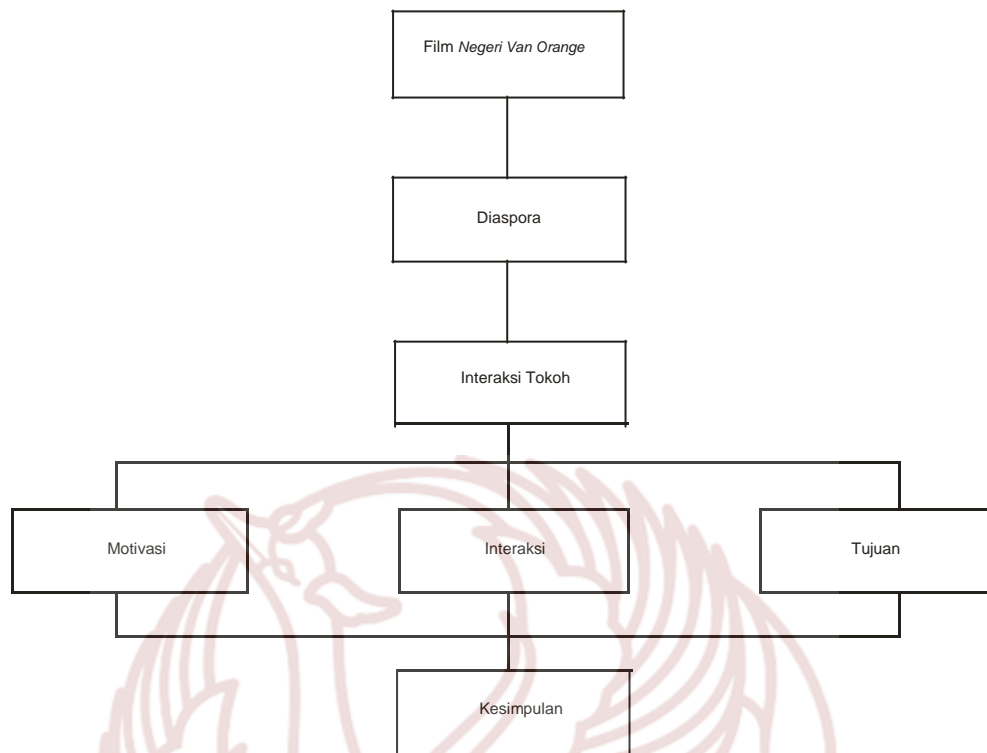 Film Negeri Van Orange
Diaspora
Interaksi Tokoh
Motivasi
Interaksi
Tujuan
Kesimpulan